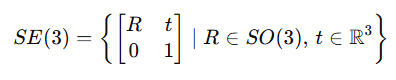 SE(3) = { [ R t ; 0 1 ] | R ∈ SO(3), t ∈ ℝ³ }